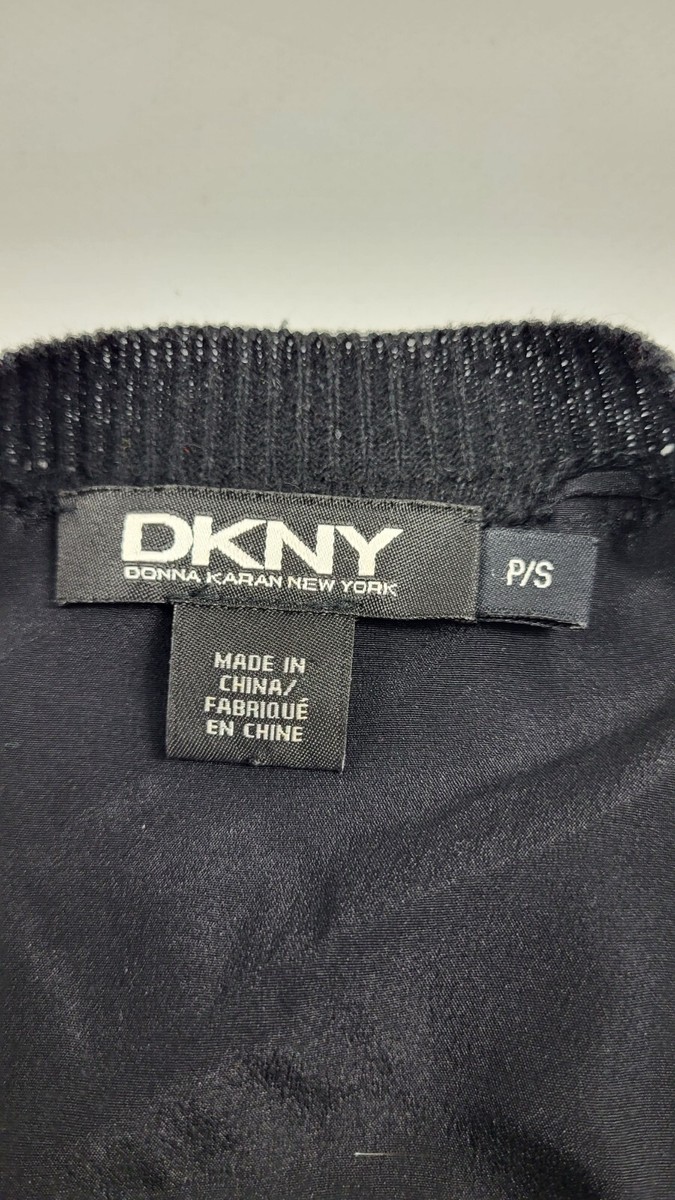 DKNY
DONNA KARAN NEW YORK
P/S
MADE IN
CHINA/
FABRIQUÉ
EN CHINE